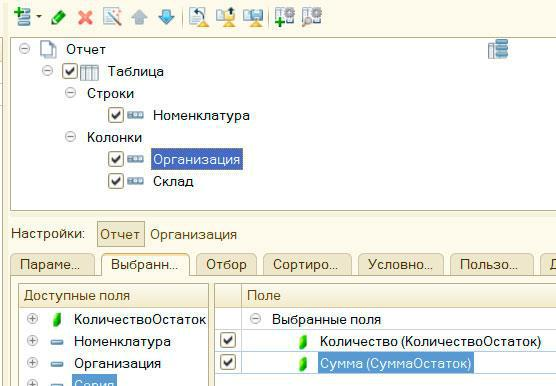 Отчет
Таблица
Строки
Номенклатура
Колонки
Организация
Склад
Настройки: Отчет Организация
Параме... Выбранн... Отбор Сортиро... Условно... Пользо... Д
Доступные поля Поле
КоличествоОстаток Выбранные поля
Номенклатура Количество (КоличествоОстаток)
Организация Сумма (СуммаОстаток)
Серия